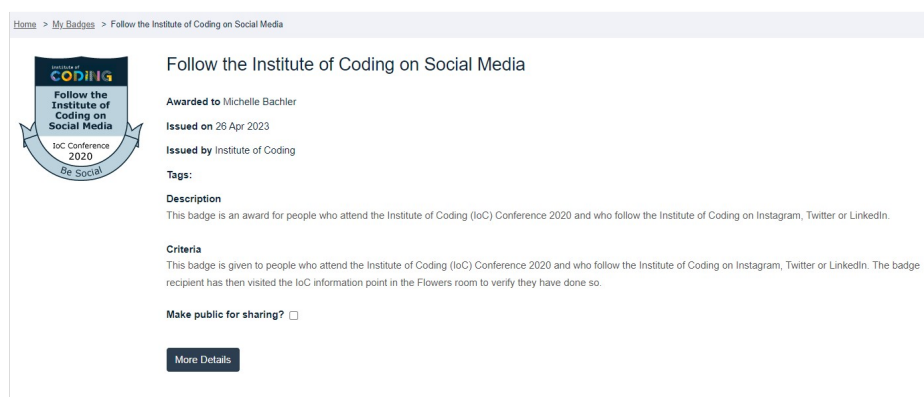 Home > My Badges > Follow the Institute of Coding on Social Media
institute of
CODiNG
Follow the
Institute of
Coding on
Social Media
IoC Conference
2020
Be Social
Follow the Institute of Coding on Social Media
Awarded to Michelle Bachler
Issued on 26 Apr 2023
Issued by Institute of Coding
Tags:
Description
This badge is an award for people who attend the Institute of Coding (IoC) Conference 2020 and who follow the Institute of Coding on Instagram, Twitter or LinkedIn.
Criteria
This badge is given to people who attend the Institute of Coding (IoC) Conference 2020 and who follow the Institute of Coding on Instagram, Twitter or LinkedIn. The badge
recipient has then visited the IoC information point in the Flowers room to verify they have done so.
Make public for sharing?
More Details